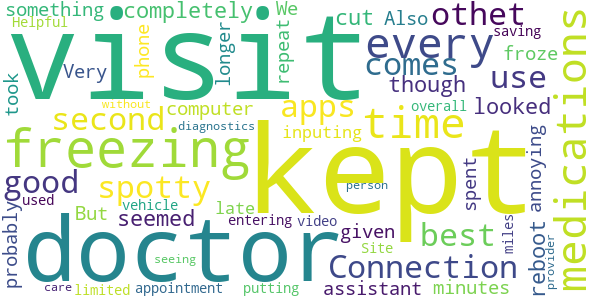 something
completely
cut
Also
othet
Helpful
We
saving
visit
phone
longer
repeat
every
froze
medications
took
Very
comes
use
though
without
second
computer
apps
overall
looked
time
diagnostics
inputing
freezing
kept
spotty
good
person
spent
annoying
probably
used
vehicle
But
seemed
late
entering
video
given
best
doctor
Site
miles
reboot
provider
seeing
Connection
care
limited
appointment
putting
assistant
minutes